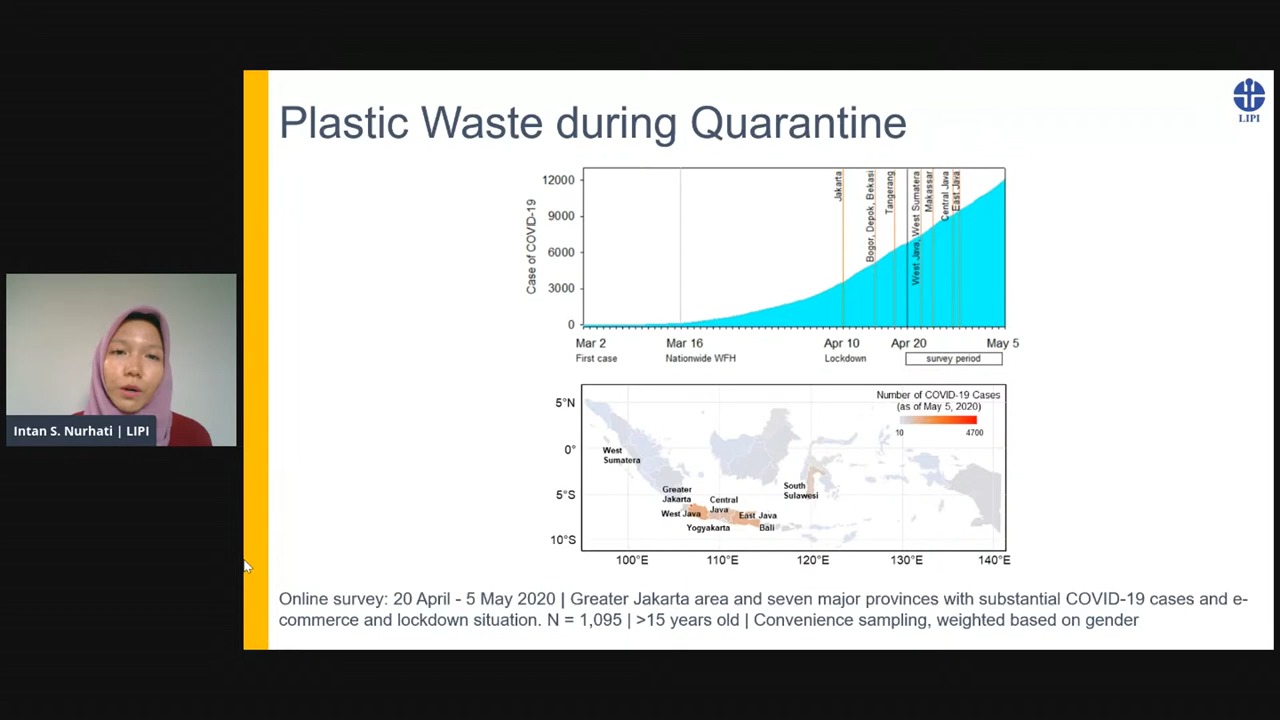 Plastic Waste during Quarantine
LIPI
Case of COVID-19
12000
9000
6000
3000
0
Jakarta
Bogor, Depok, Bekasi
Tangerang
West Java, West Sumatera
Makassar
Central Java
East Java
Mar 2
Mar 16
Apr 10
Apr 20
May 5
First case
Nationwide WFH
Lockdown
survey period
Number of COVID-19 Cases
(as of May 5, 2020)
10
4700
5°N
0°
5°S
10°S
West
Sumatera
Greater
Jakarta
Central
Java
South
Sulawesi
West Java
East Java
Yogyakarta
Bali
100°E
110°E
120°E
130°E
140°E
Intan S. Nurhati | LIPI
Online survey: 20 April - 5 May 2020 | Greater Jakarta area and seven major provinces with substantial COVID-19 cases and e-
commerce and lockdown situation. N = 1,095 | >15 years old | Convenience sampling, weighted based on gender